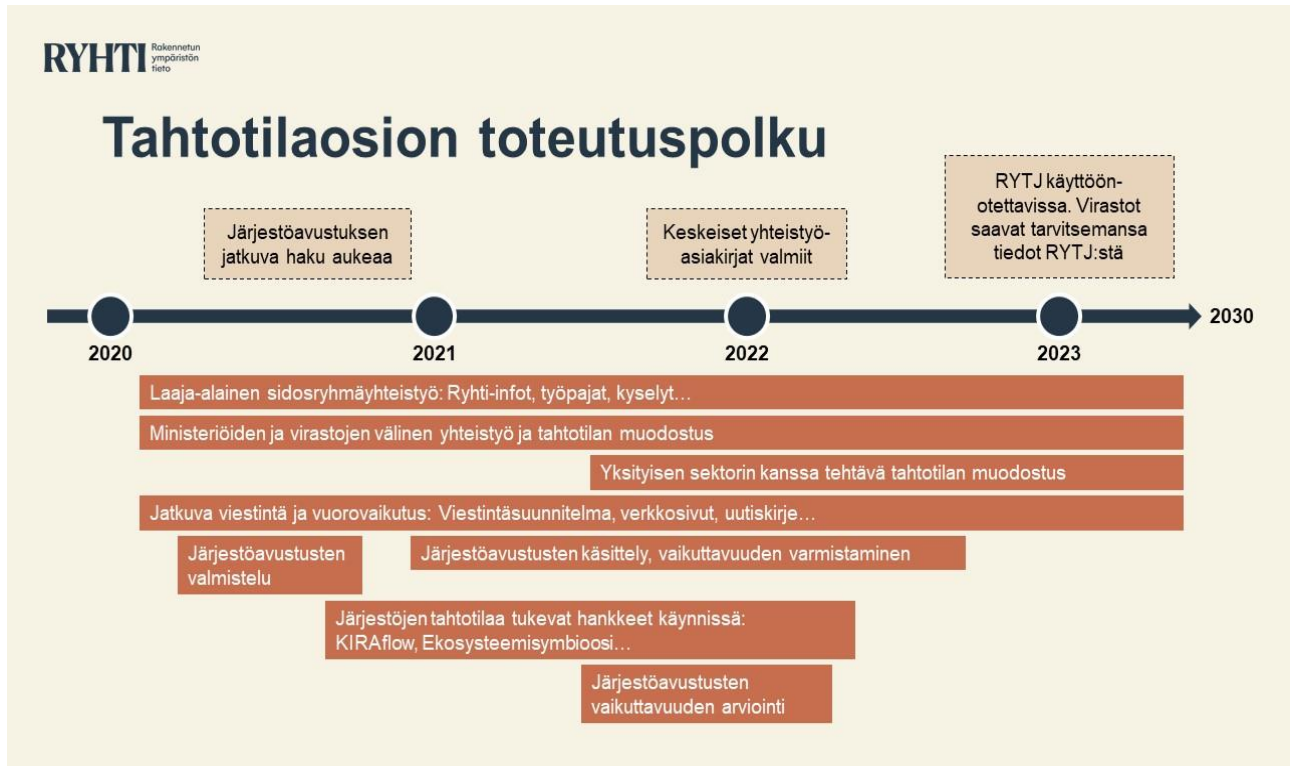 RYHTI
Rakennetun
ympäristön
tieto
Tahtotilaosion toteutuspolku
Järjestöavustuksen
jatkuva haku aukeaa
Keskeiset yhteistyö-
asiakirjat valmiit
RYTJ käyttöön-
otettavissa. Virastot
saavat tarvitsemansa
tiedot RYTJ:stä
2030
2020
2021
2022
2023
Laaja-alainen sidosryhmäyhteistyö: Ryhti-infot, työpajat, kyselyt…
Ministeriöiden ja virastojen välinen yhteistyö ja tahtotilan muodostus
Yksityisen sektorin kanssa tehtävä tahtotilan muodostus
Jatkuva viestintä ja vuorovaikutus: Viestintäsuunnitelma, verkkosivut, uutiskirje…
Järjestöavustusten
valmistelu
Järjestöavustusten käsittely, vaikuttavuuden varmistaminen
Järjestöjen tahtotilaa tukevat hankkeet käynnissä:
KIRAflow, Ekosysteemisymbioosi…
Järjestöavustusten
vaikuttavuuden arviointi